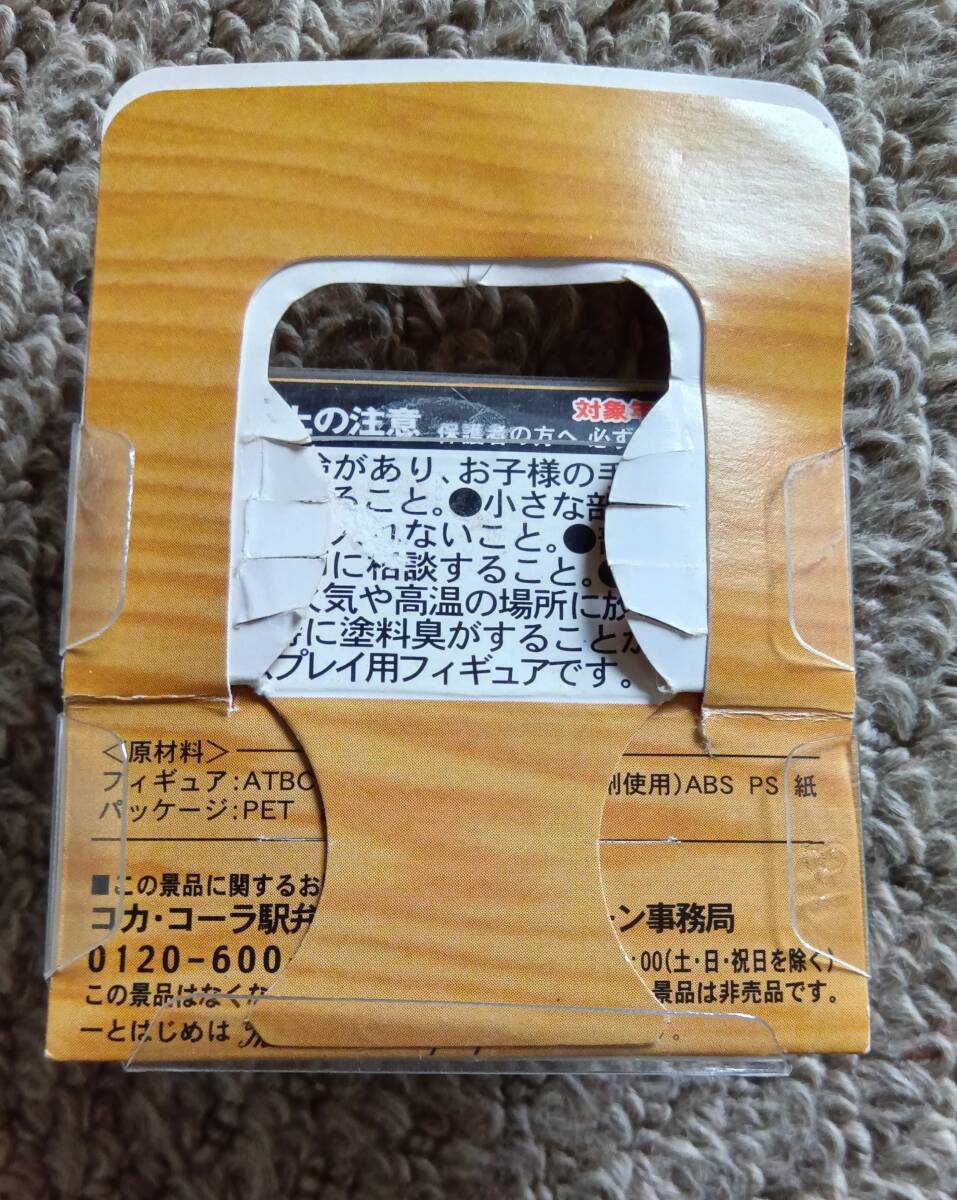 上の注意 保護者の方へ 必ず
対象年
があり、お子様の手
ること。●小さな部
れないこと。●
に相談すること。●
火気や高温の場所に放
時に塗料臭がすることが
スプレイ用フィギュアです。
＜原材料＞
フィギュア:ATBC 剤使用)ABS PS 紙
パッケージ:PET
■この景品に関するお
コカ・コーラ駅弁 ーン事務局
0120-600- :00(土・日・祝日を除く)
この景品はなくな 景品は非売品です。
ーとはじめは